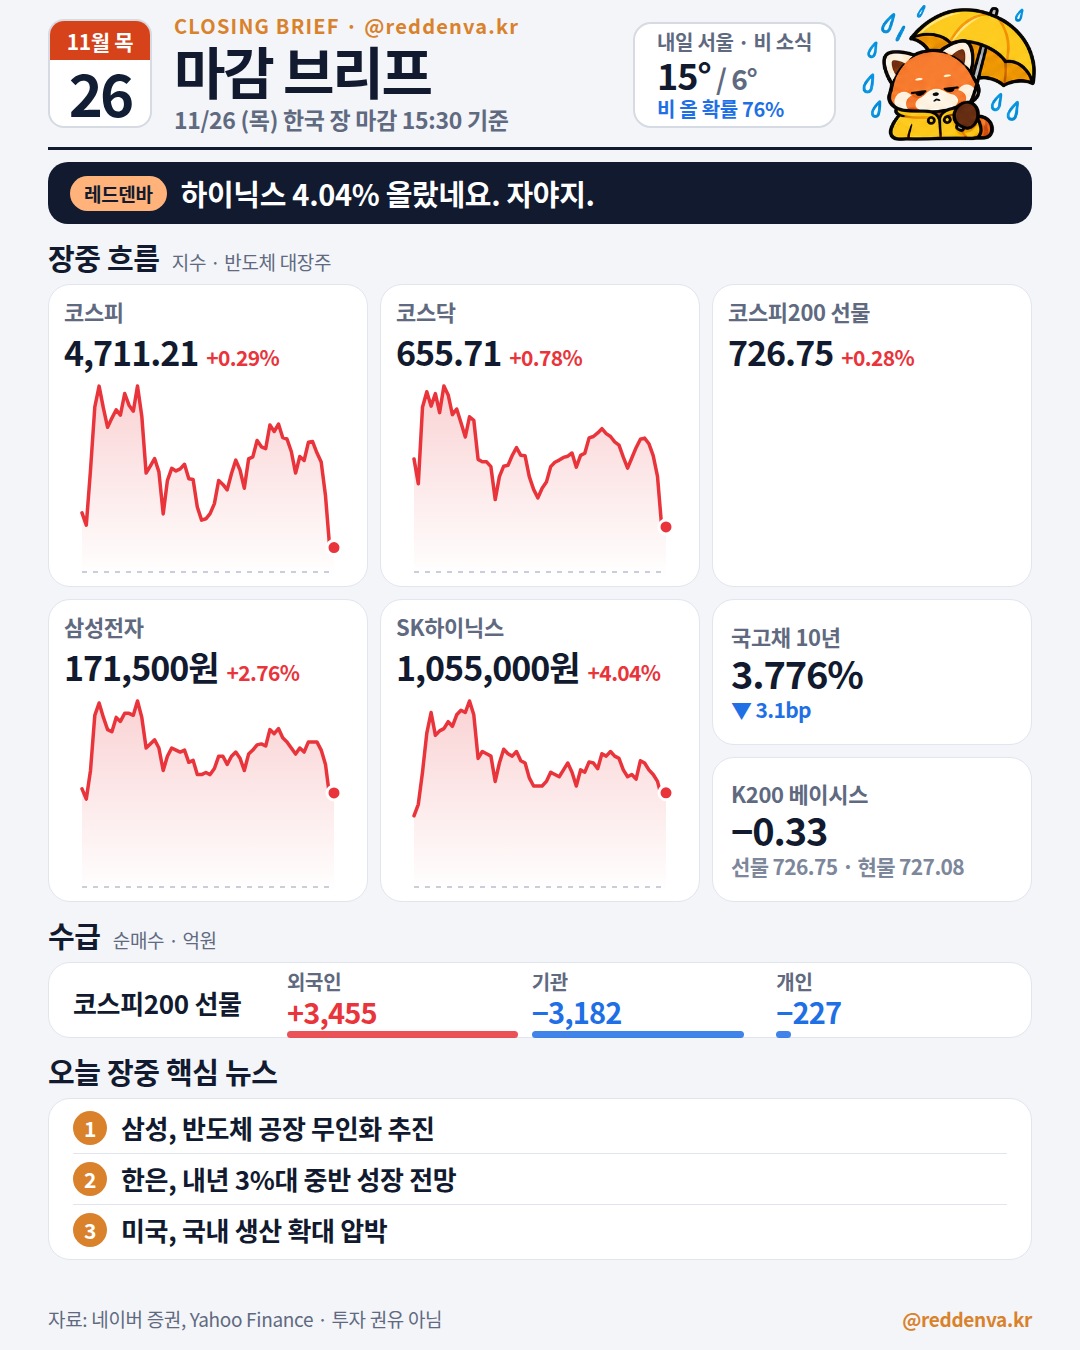 11월 목
26
CLOSING BRIEF · @reddenva.kr
마감 브리프
11/26 (목) 한국 장 마감 15:30 기준
내일 서울 · 비 소식
15° / 6°
비 올 확률 76%
레드덴바 하이닉스 4.04% 올랐네요. 자야지.
장중 흐름 지수 · 반도체 대장주
코스피
4,711.21 +0.29%
코스닥
655.71 +0.78%
코스피200 선물
726.75 +0.28%
삼성전자
171,500원 +2.76%
SK하이닉스
1,055,000원 +4.04%
국고채 10년
3.776%
▼ 3.1bp
K200 베이시스
−0.33
선물 726.75 · 현물 727.08
수급 순매수 · 억원
코스피200 선물
외국인
+3,455
기관
−3,182
개인
−227
오늘 장중 핵심 뉴스
1 삼성, 반도체 공장 무인화 추진
2 한은, 내년 3%대 중반 성장 전망
3 미국, 국내 생산 확대 압박
자료: 네이버 증권, Yahoo Finance · 투자 권유 아님
@reddenva.kr